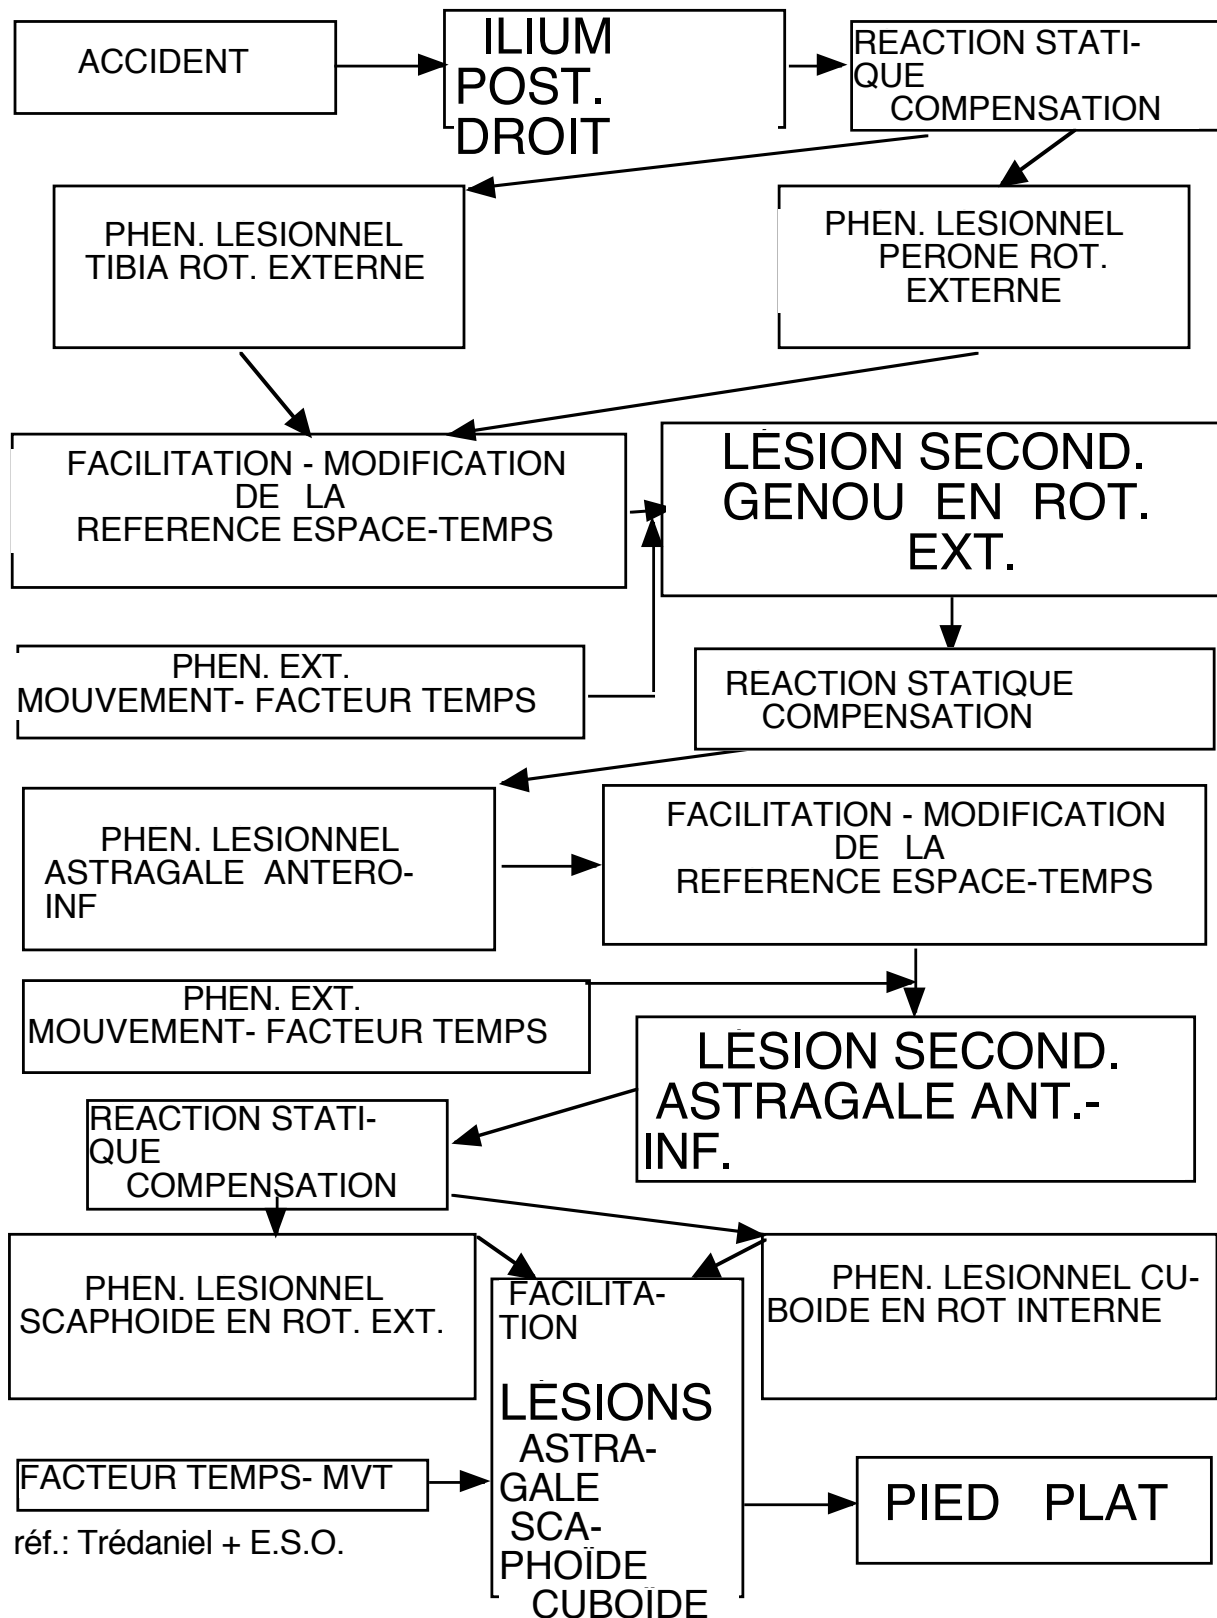 ACCIDENT
ILIUM
POST.
DROIT
REACTION STATI-
QUE
COMPENSATION
PHEN. LESIONNEL
TIBIA ROT. EXTERNE
PHEN. LESIONNEL
PERONE ROT.
EXTERNE
FACILITATION - MODIFICATION
DE LA
REFERENCE ESPACE-TEMPS
LÉSION SECOND.
GENOU EN ROT.
EXT.
PHEN. EXT.
MOUVEMENT- FACTEUR TEMPS
REACTION STATIQUE
COMPENSATION
PHEN. LESIONNEL
ASTRAGALE ANTERO-
INF
FACILITATION - MODIFICATION
DE LA
REFERENCE ESPACE-TEMPS
PHEN. EXT.
MOUVEMENT- FACTEUR TEMPS
LÉSION SECOND.
ASTRAGALE ANT.-
INF.
REACTION STATI-
QUE
COMPENSATION
PHEN. LESIONNEL
SCAPHOIDE EN ROT. EXT.
FACILITA-
TION
LÉSIONS
ASTRA-
GALE
SCA-
PHOÏDE
CUBOÏDE
PHEN. LESIONNEL CU-
BOIDE EN ROT INTERNE
FACTEUR TEMPS- MVT
PIED PLAT
réf.: Trédaniel + E.S.O.